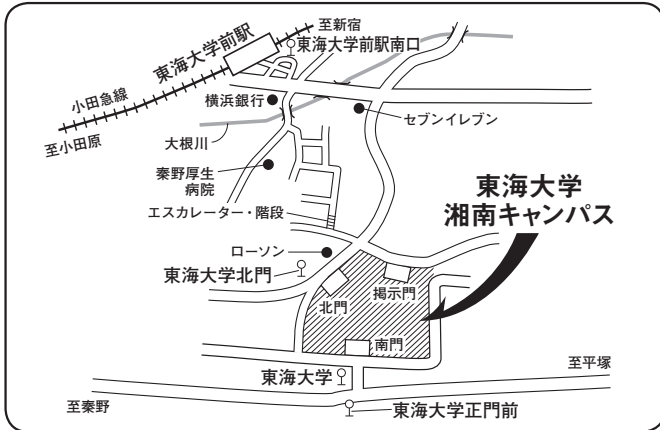 至新宿
東海大学前駅
東海大学前駅南口
小田急線
横浜銀行
セブンイレブン
至小田原
大根川
秦野厚生
病院
東海大学
湘南キャンパス
エスカレーター・階段
ローソン
東海大学北門
掲示門
北門
南門
至平塚
東海大学
至秦野
東海大学正門前